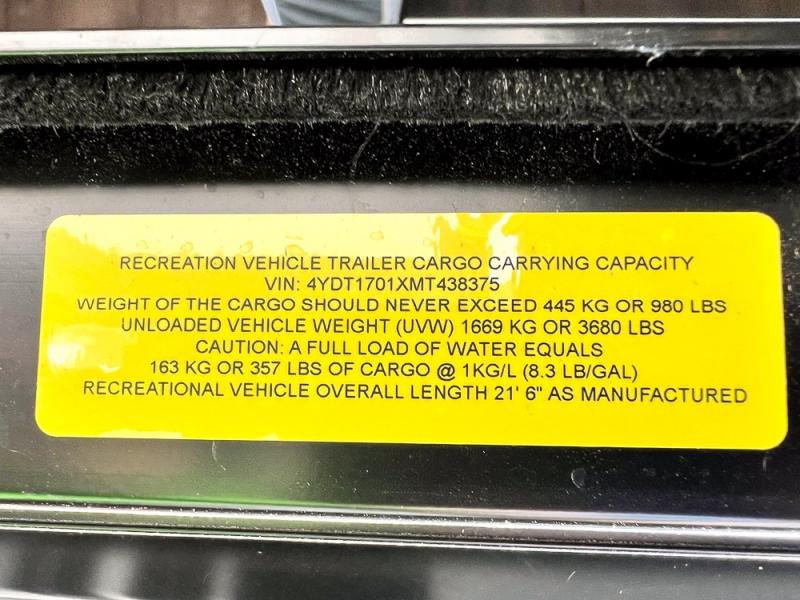 RECREATION VEHICLE TRAILER CARGO CARRYING CAPACITY
VIN: 4YDT1701XMT438375
WEIGHT OF THE CARGO SHOULD NEVER EXCEED 445 KG OR 980 LBS
UNLOADED VEHICLE WEIGHT (UVW) 1669 KG OR 3680 LBS
CAUTION: A FULL LOAD OF WATER EQUALS
163 KG OR 357 LBS OF CARGO @ 1KG/L (8.3 LB/GAL)
RECREATIONAL VEHICLE OVERALL LENGTH 21' 6" AS MANUFACTURED